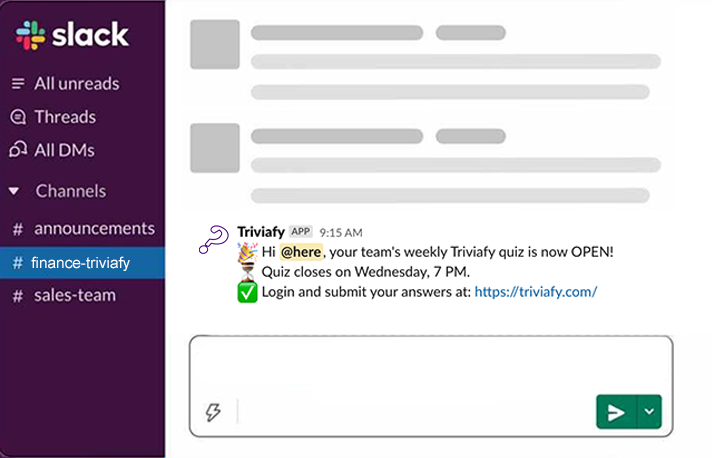 slack
All unreads
Threads
All DMs
Channels
# announcements
# finance-triviafy
# sales-team
Triviafy APP 9:15 AM
🎉 Hi @here, your team's weekly Triviafy quiz is now OPEN!
⏳ Quiz closes on Wednesday, 7 PM.
✅ Login and submit your answers at: https://triviafy.com/